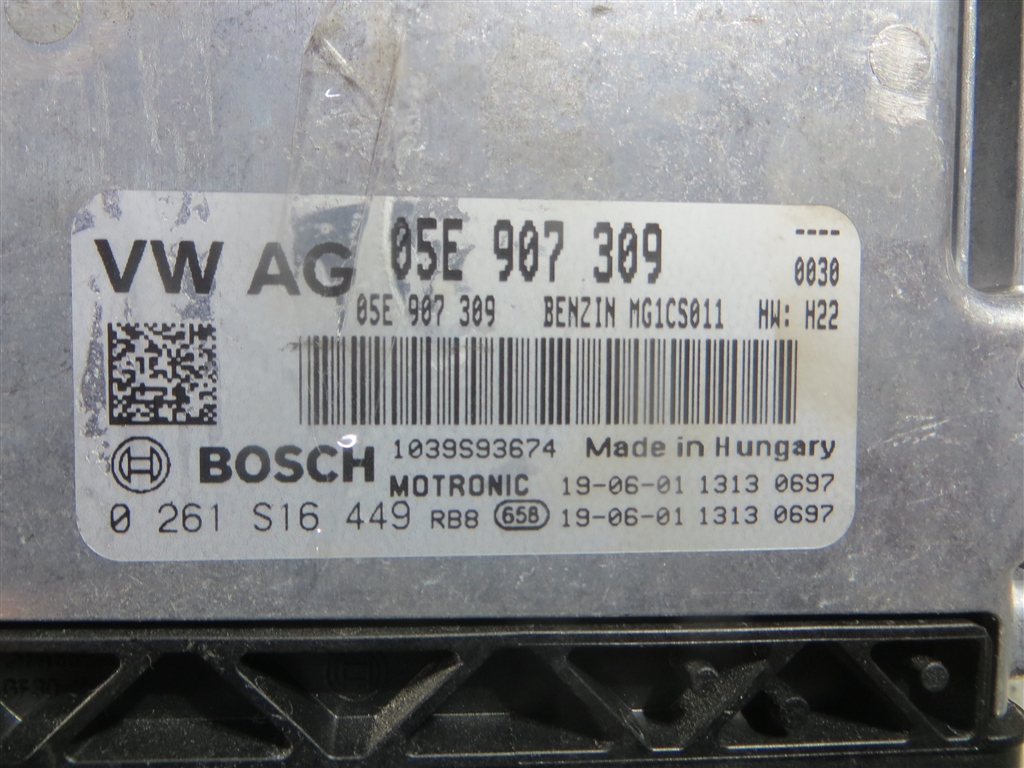 VW AG 05E 907 309 ----
0030
05E 907 309 BENZIN MG1CS011 HW: H22
BOSCH 1039S93674 Made in Hungary
MOTRONIC 19-06-01 1313 0697
0 261 S16 449 RB8 658 19-06-01 1313 0697